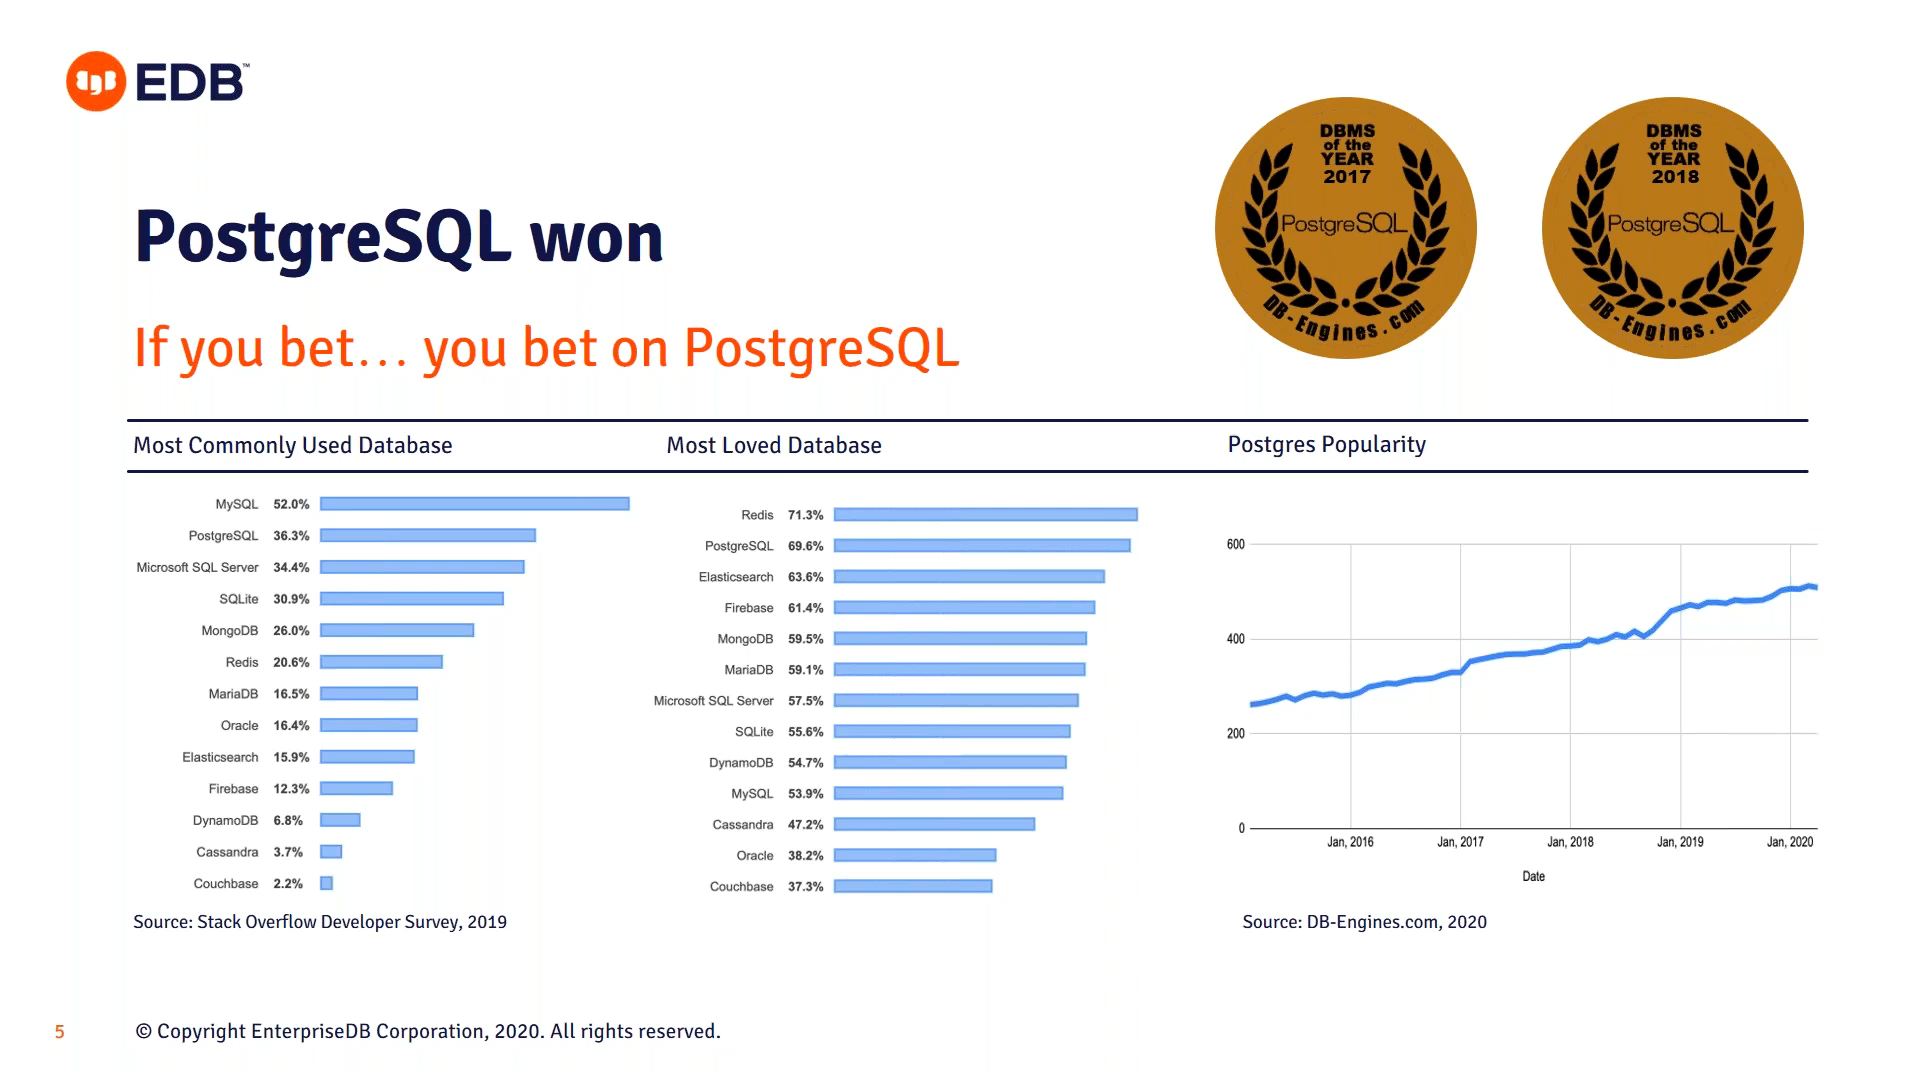 EDB™
DBMS
of the
YEAR
2017
PostgreSQL
DB-Engines.com
DBMS
of the
YEAR
2018
PostgreSQL
DB-Engines.com
PostgreSQL won
If you bet... you bet on PostgreSQL
Most Commonly Used Database
Most Loved Database
Postgres Popularity
MySQL 52.0%
PostgreSQL 36.3%
Microsoft SQL Server 34.4%
SQLite 30.9%
MongoDB 26.0%
Redis 20.6%
MariaDB 16.5%
Oracle 16.4%
Elasticsearch 15.9%
Firebase 12.3%
DynamoDB 6.8%
Cassandra 3.7%
Couchbase 2.2%
Redis 71.3%
PostgreSQL 69.6%
Elasticsearch 63.6%
Firebase 61.4%
MongoDB 59.5%
MariaDB 59.1%
Microsoft SQL Server 57.5%
SQLite 55.6%
DynamoDB 54.7%
MySQL 53.9%
Cassandra 47.2%
Oracle 38.2%
Couchbase 37.3%
600
400
200
0
Jan, 2016 Jan, 2017 Jan, 2018 Jan, 2019 Jan, 2020
Date
Source: Stack Overflow Developer Survey, 2019
Source: DB-Engines.com, 2020
5
© Copyright EnterpriseDB Corporation, 2020. All rights reserved.